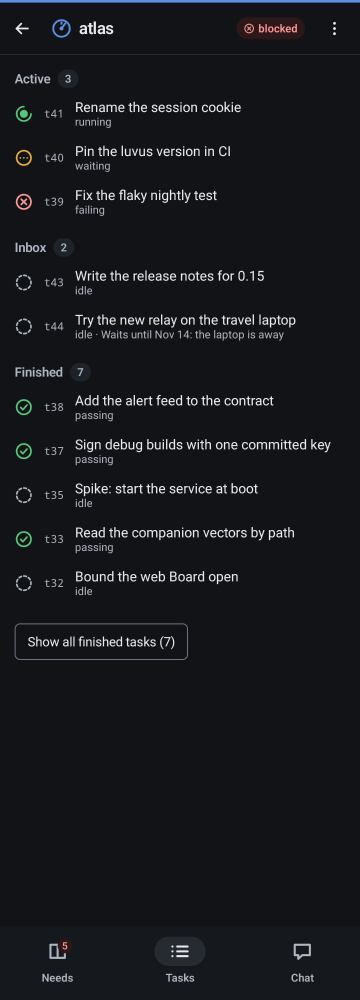 atlas
blocked
Active 3
t41 Rename the session cookie
running
t40 Pin the luvus version in CI
waiting
t39 Fix the flaky nightly test
failing
Inbox 2
t43 Write the release notes for 0.15
idle
t44 Try the new relay on the travel laptop
idle · Waits until Nov 14: the laptop is away
Finished 7
t38 Add the alert feed to the contract
passing
t37 Sign debug builds with one committed key
passing
t35 Spike: start the service at boot
idle
t33 Read the companion vectors by path
passing
t32 Bound the web Board open
idle
Show all finished tasks (7)
5
Needs Tasks Chat